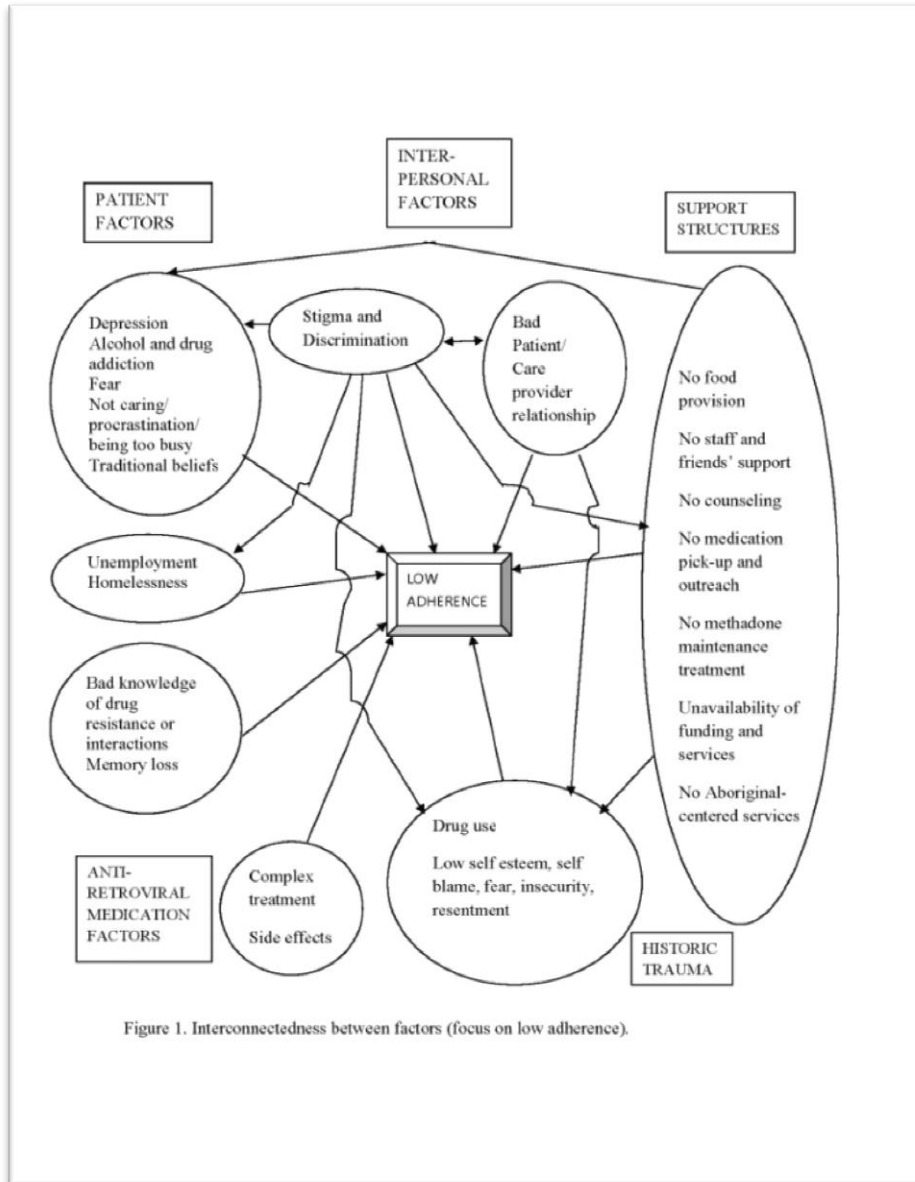 INTER-
PERSONAL
FACTORS
PATIENT
FACTORS
SUPPORT
STRUCTURES
Depression
Alcohol and drug
addiction
Fear
Not caring/
procrastination/
being too busy
Traditional beliefs
Stigma and
Discrimination
Bad
Patient/
Care
provider
relationship
No food
provision
No staff and
friends' support
No counseling
No medication
pick-up and
outreach
No methadone
maintenance
treatment
Unavailability of
funding and
services
No Aboriginal-
centered services
Unemployment
Homelessness
LOW
ADHERENCE
Bad knowledge
of drug
resistance or
interactions
Memory loss
Drug use
Low self esteem, self
blame, fear, insecurity,
resentment
ANTI-
RETROVIRAL
MEDICATION
FACTORS
Complex
treatment
Side effects
HISTORIC
TRAUMA
Figure 1. Interconnectedness between factors (focus on low adherence).